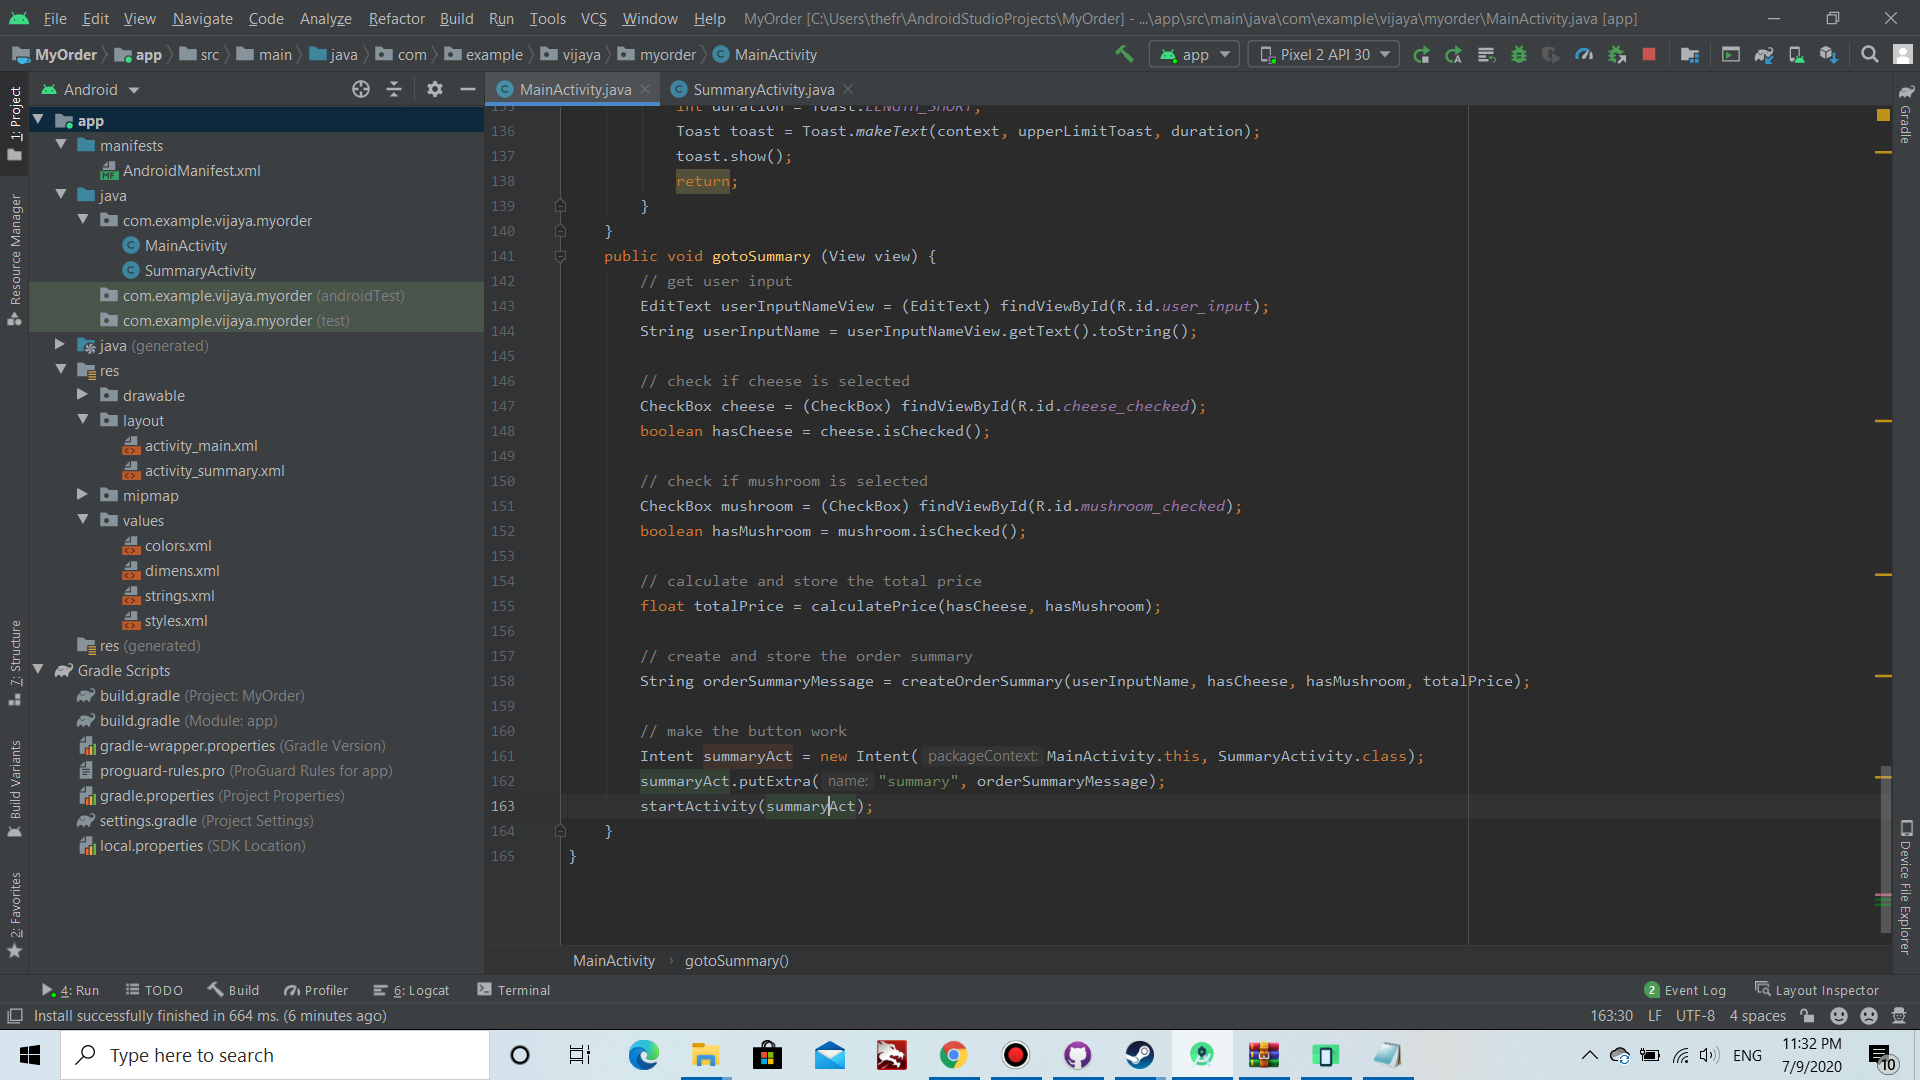 File Edit View Navigate Code Analyze Refactor Build Run Tools VCS Window Help MyOrder [C:\Users\thefr\AndroidStudioProjects\MyOrder] - ...\app\src\main\java\com\example\vijaya\myorder\MainActivity.java [app]
MyOrder app src main java com example vijaya myorder MainActivity app Pixel 2 API 30
Android
MainActivity.java SummaryActivity.java
1: Project
Resource Manager
7: Structure
Build Variants
2: Favorites
app
manifests
AndroidManifest.xml
java
com.example.vijaya.myorder
MainActivity
SummaryActivity
com.example.vijaya.myorder (androidTest)
com.example.vijaya.myorder (test)
java (generated)
res
drawable
layout
activity_main.xml
activity_summary.xml
mipmap
values
colors.xml
dimens.xml
strings.xml
styles.xml
res (generated)
Gradle Scripts
build.gradle (Project: MyOrder)
build.gradle (Module: app)
gradle-wrapper.properties (Gradle Version)
proguard-rules.pro (ProGuard Rules for app)
gradle.properties (Project Properties)
settings.gradle (Project Settings)
local.properties (SDK Location)
135 int duration = Toast.LENGTH_SHORT;
136 Toast toast = Toast.makeText(context, upperLimitToast, duration);
137 toast.show();
138 return;
139 }
140 }
141 public void gotoSummary (View view) {
142 // get user input
143 EditText userInputNameView = (EditText) findViewById(R.id.user_input);
144 String userInputName = userInputNameView.getText().toString();
145
146 // check if cheese is selected
147 CheckBox cheese = (CheckBox) findViewById(R.id.cheese_checked);
148 boolean hasCheese = cheese.isChecked();
149
150 // check if mushroom is selected
151 CheckBox mushroom = (CheckBox) findViewById(R.id.mushroom_checked);
152 boolean hasMushroom = mushroom.isChecked();
153
154 // calculate and store the total price
155 float totalPrice = calculatePrice(hasCheese, hasMushroom);
156
157 // create and store the order summary
158 String orderSummaryMessage = createOrderSummary(userInputName, hasCheese, hasMushroom, totalPrice);
159
160 // make the button work
161 Intent summaryAct = new Intent( packageContext: MainActivity.this, SummaryActivity.class);
162 summaryAct.putExtra( name: "summary", orderSummaryMessage);
163 startActivity(summaryAct);
164 }
165 }
Gradle
Device File Explorer
MainActivity gotoSummary()
4: Run TODO Build Profiler 6: Logcat Terminal 2 Event Log Layout Inspector
Install successfully finished in 664 ms. (6 minutes ago) 163:30 LF UTF-8 4 spaces
Type here to search ENG 11:32 PM
7/9/2020 10